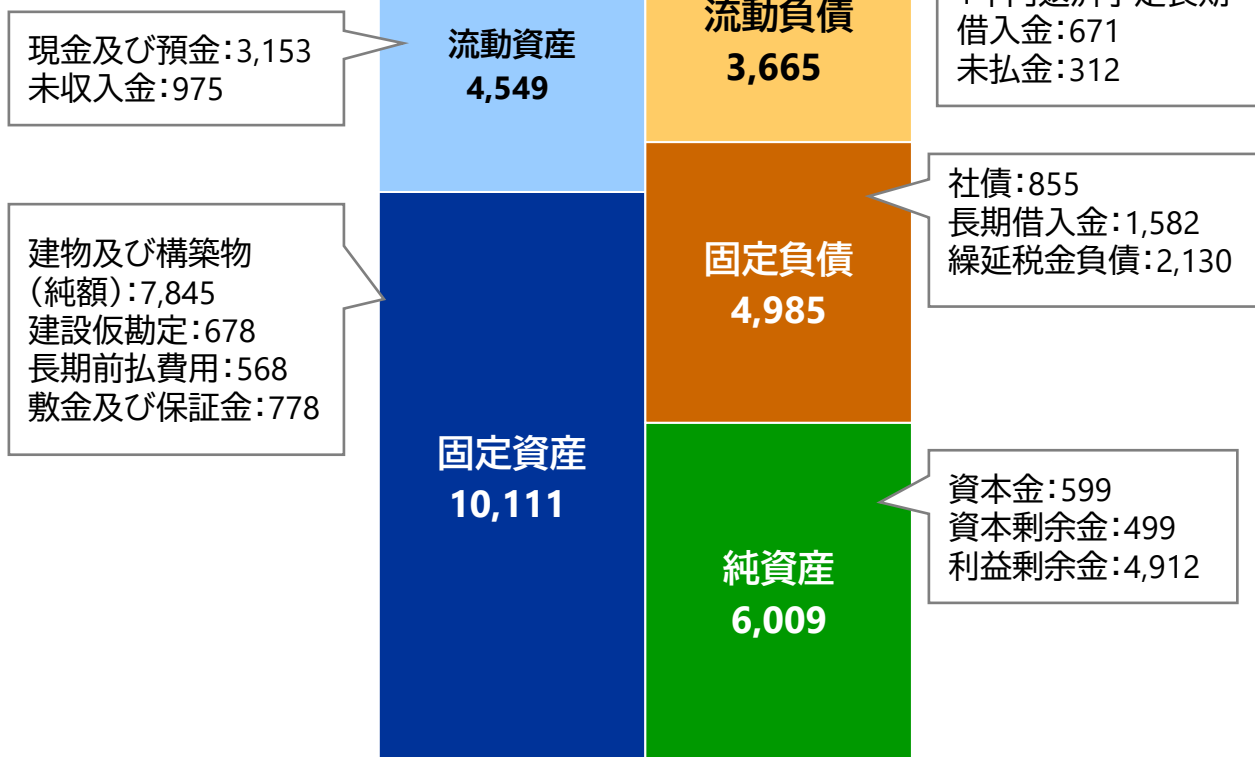 現金及び預金：3,153
未収入金：975
流動資産
4,549
流動負債
3,665
借入金：671
未払金：312
建物及び構築物
（純額）：7,845
建設仮勘定：678
長期前払費用：568
敷金及び保証金：778
固定資産
10,111
固定負債
4,985
社債：855
長期借入金：1,582
繰延税金負債：2,130
純資産
6,009
資本金：599
資本剰余金：499
利益剰余金：4,912